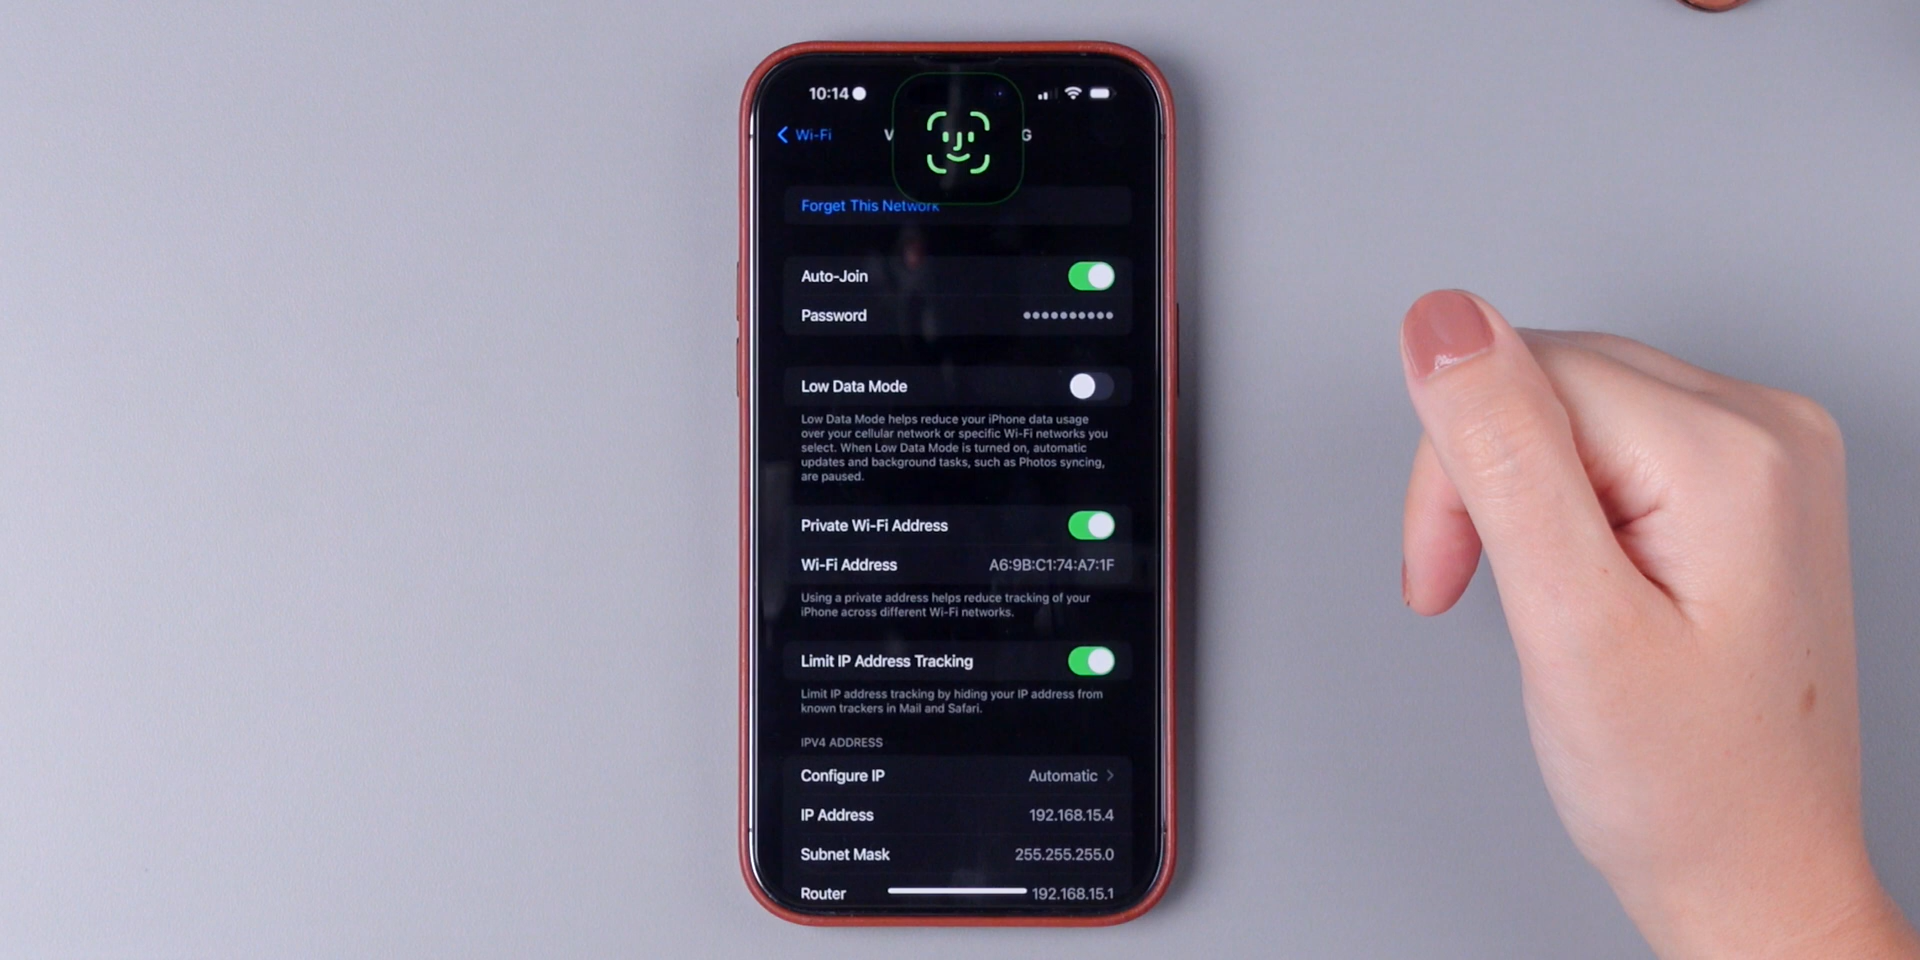 10:14
Wi-Fi
Forget This Network
Auto-Join
Password ••••••••••
Low Data Mode
Low Data Mode helps reduce your iPhone data usage
over your cellular network or specific Wi-Fi networks you
select. When Low Data Mode is turned on, automatic
updates and background tasks, such as Photos syncing,
are paused.
Private Wi-Fi Address
Wi-Fi Address A6:9B:C1:74:A7:1F
Using a private address helps reduce tracking of your
iPhone across different Wi-Fi networks.
Limit IP Address Tracking
Limit IP address tracking by hiding your IP address from
known trackers in Mail and Safari.
IPV4 ADDRESS
Configure IP Automatic
IP Address 192.168.15.4
Subnet Mask 255.255.255.0
Router 192.168.15.1